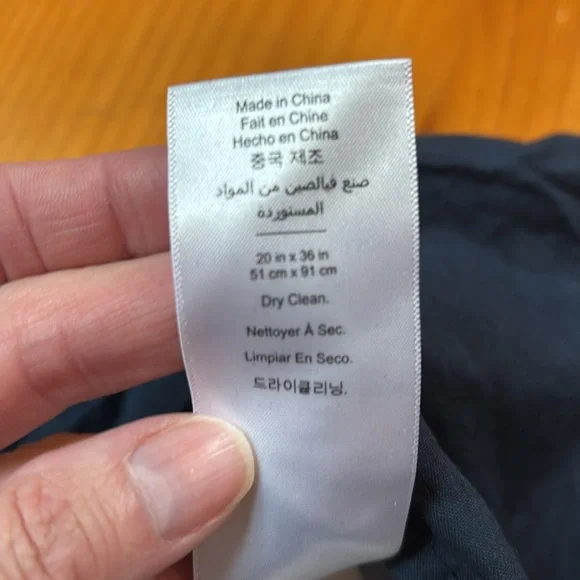 Made in China
Fait en Chine
Hecho en China
중국 제조
صنع فيالصين من المواد
المستوردة
20 in x 36 in
51 cm x 91 cm
Dry Clean.
Nettoyer À Sec.
Limpiar En Seco.
드라이클리닝.